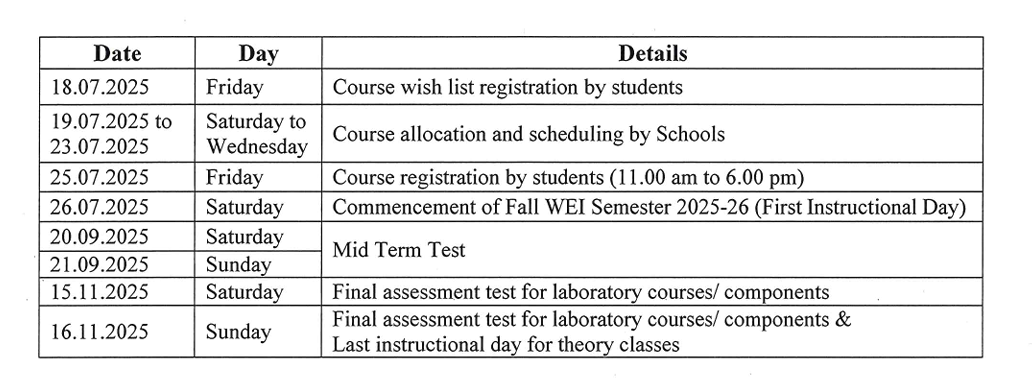 Date Day Details
18.07.2025 Friday Course wish list registration by students
19.07.2025 to Saturday to
23.07.2025 Wednesday Course allocation and scheduling by Schools
25.07.2025 Friday Course registration by students (11.00 am to 6.00 pm)
26.07.2025 Saturday Commencement of Fall WEI Semester 2025-26 (First Instructional Day)
20.09.2025 Saturday Mid Term Test
21.09.2025 Sunday
15.11.2025 Saturday Final assessment test for laboratory courses/ components
16.11.2025 Sunday Final assessment test for laboratory courses/ components &
Last instructional day for theory classes